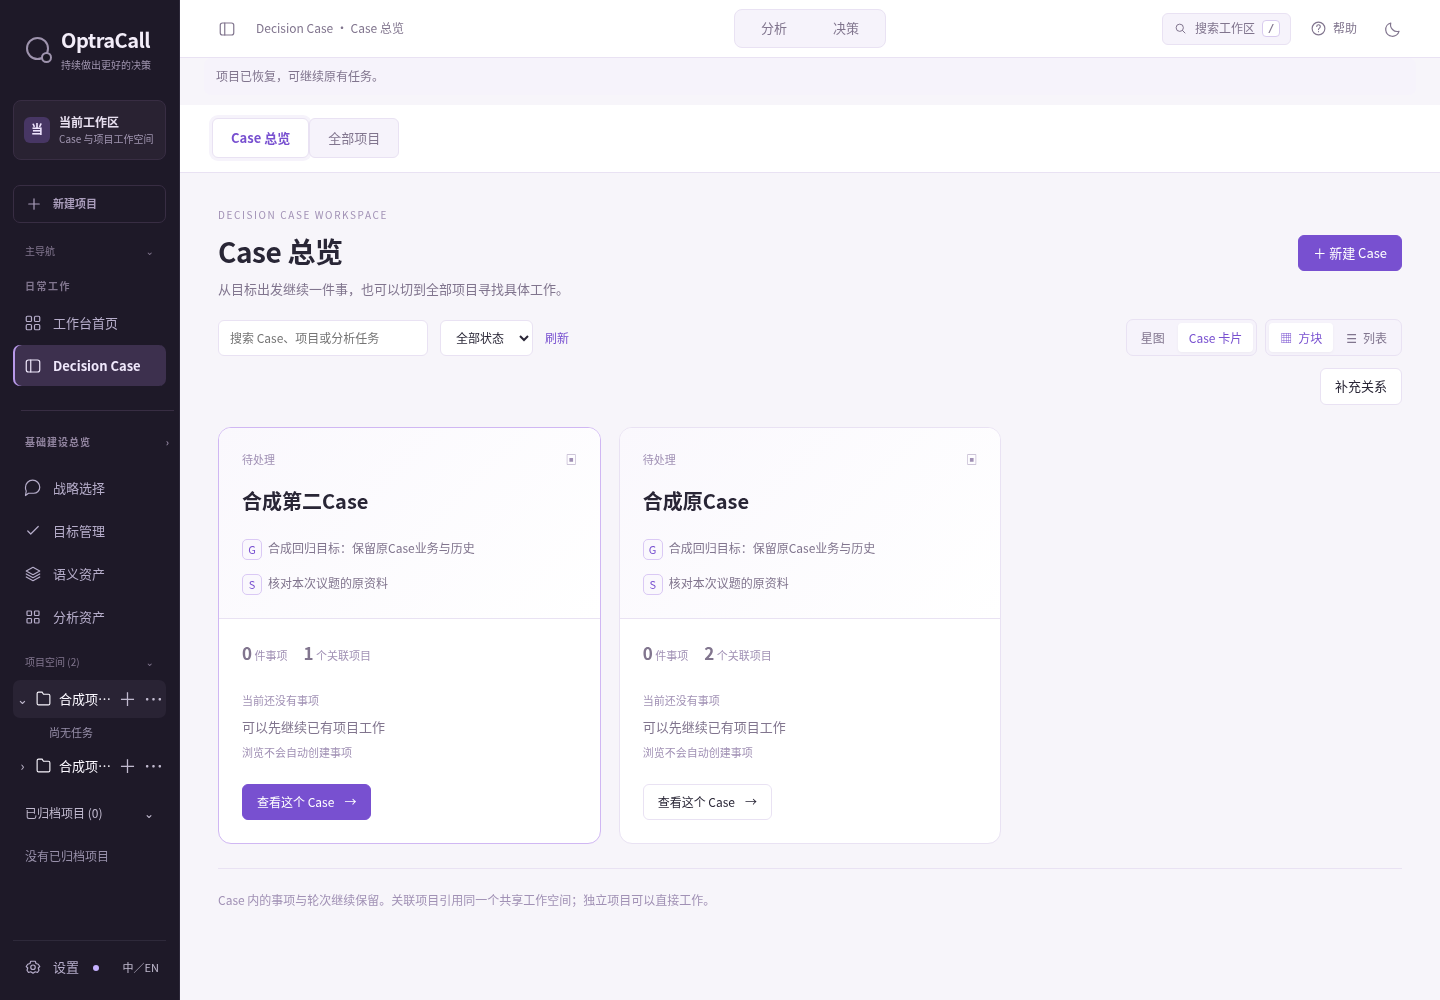 OptraCall
持续做出更好的决策
当
当前工作区
Case 与项目工作空间
新建项目
主导航
日常工作
工作台首页
Decision Case
基础建设总览
战略选择
目标管理
语义资产
分析资产
项目空间 (2)
合成项…
尚无任务
合成项…
已归档项目 (0)
没有已归档项目
设置
中／EN
Decision Case • Case 总览
分析
决策
搜索工作区 /
帮助
项目已恢复，可继续原有任务。
Case 总览
全部项目
DECISION CASE WORKSPACE
Case 总览
＋ 新建 Case
从目标出发继续一件事，也可以切到全部项目寻找具体工作。
搜索 Case、项目或分析任务
全部状态
刷新
星图
Case 卡片
方块
列表
补充关系
待处理
合成第二Case
G 合成回归目标：保留原Case业务与历史
S 核对本次议题的原资料
0 件事项 1 个关联项目
当前还没有事项
可以先继续已有项目工作
浏览不会自动创建事项
查看这个 Case →
待处理
合成原Case
G 合成回归目标：保留原Case业务与历史
S 核对本次议题的原资料
0 件事项 2 个关联项目
当前还没有事项
可以先继续已有项目工作
浏览不会自动创建事项
查看这个 Case →
Case 内的事项与轮次继续保留。关联项目引用同一个共享工作空间；独立项目可以直接工作。